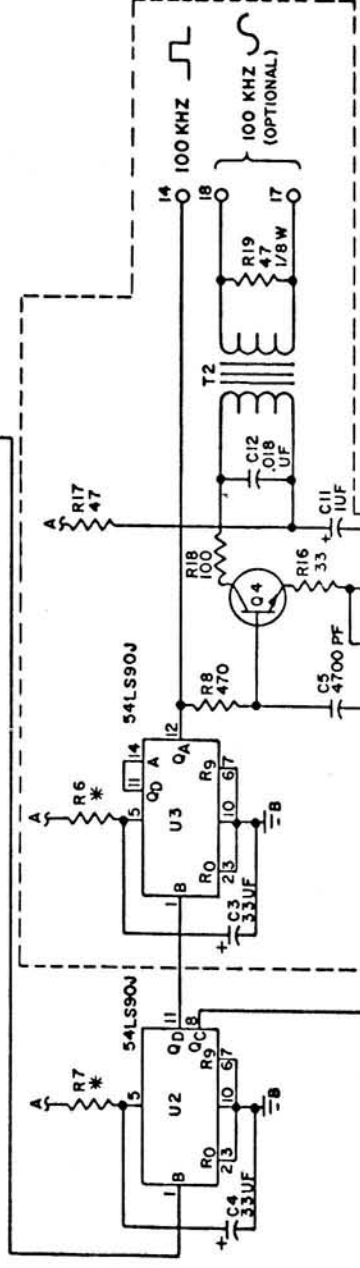 A
R7
*
5
54LS90J
1
B
QD
11
QC
8
U2
R0
R9
2
3
10
6
7
+
C4
33UF
B
A
R6
*
5
11
14
54LS90J
QD
A
1
B
U3
QA
12
R0
R9
2
3
10
6
7
+
C3
33UF
B
R8
470
C5
4700 PF
Q4
R16
33
R18
100
A
R17
47
+
C11
1UF
C12
.018
UF
T2
R19
47
1/8 W
14
100 KHZ
18
17
100 KHZ
(OPTIONAL)